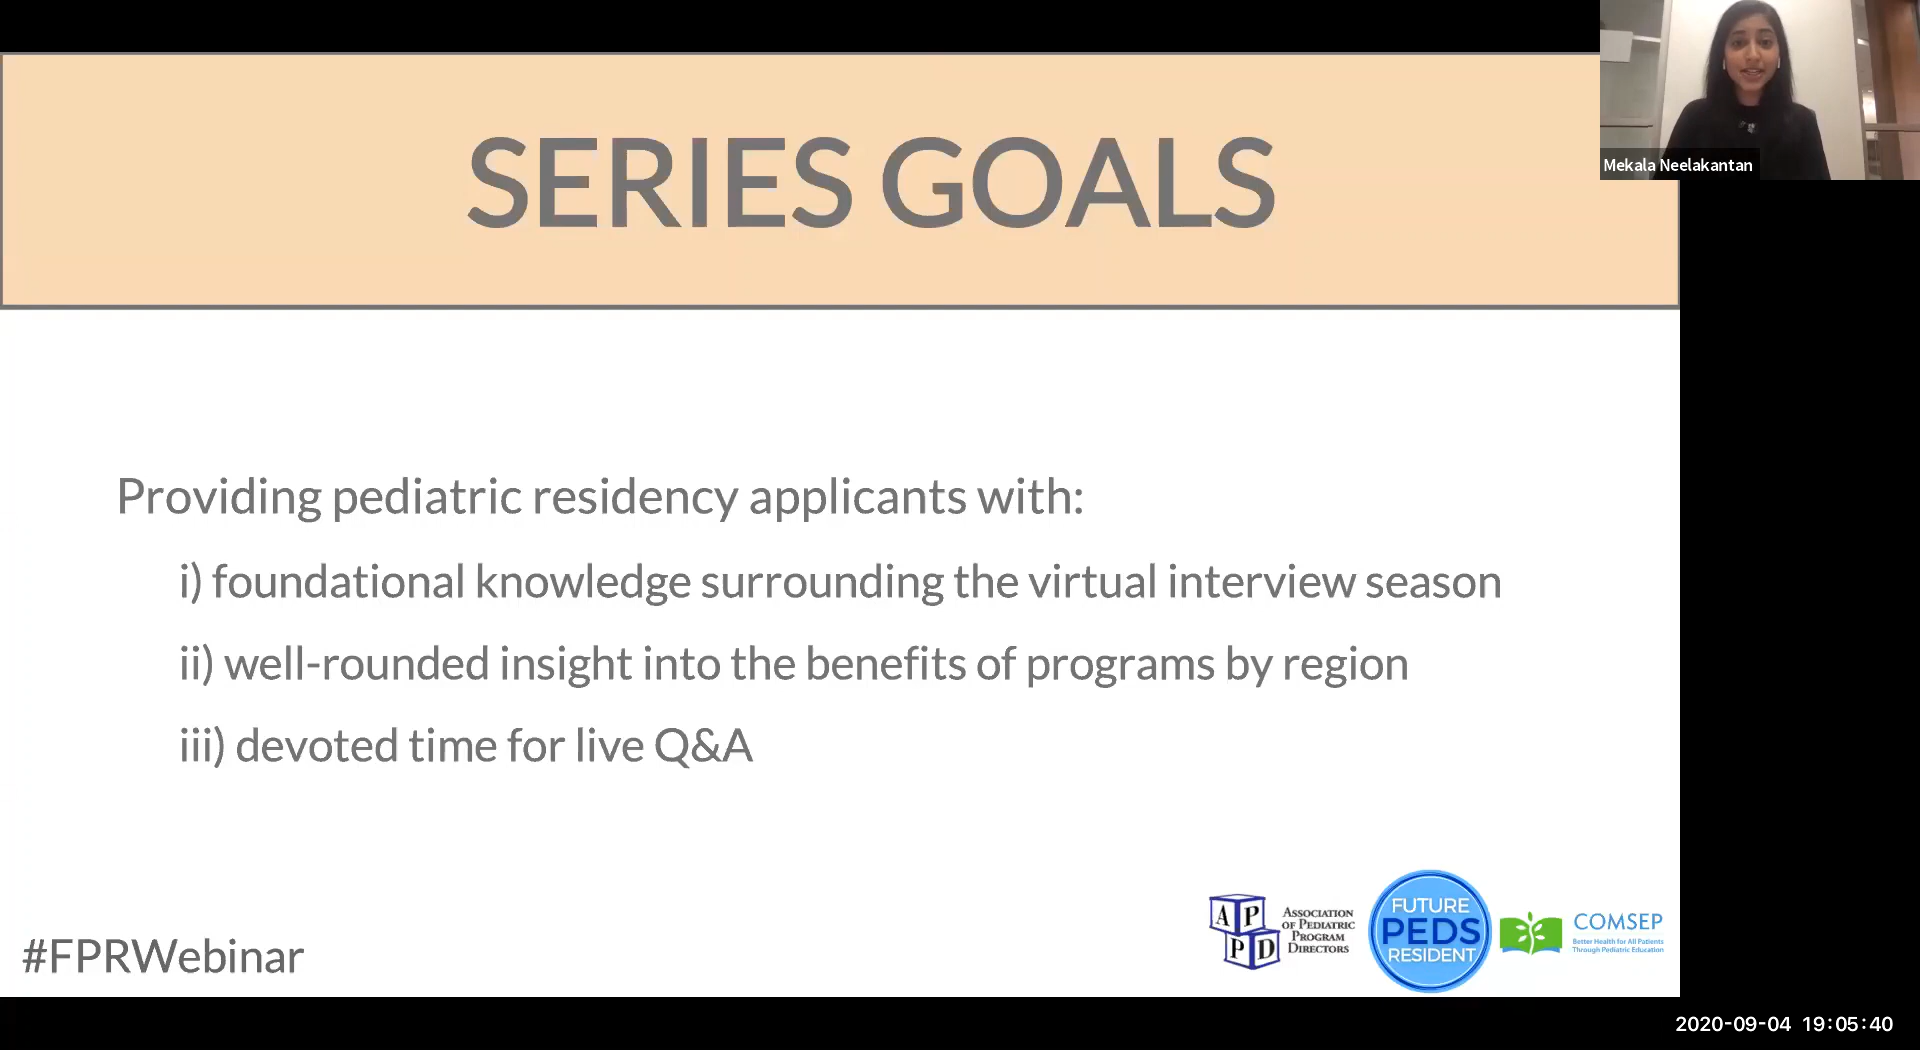 SERIES GOALS
Mekala Neelakantan
Providing pediatric residency applicants with:
i) foundational knowledge surrounding the virtual interview season
ii) well-rounded insight into the benefits of programs by region
iii) devoted time for live Q&A
#FPRWebinar
A P
P D
ASSOCIATION
OF PEDIATRIC
PROGRAM
DIRECTORS
FUTURE
PEDS
RESIDENT
COMSEP
Better Health for All Patients
Through Pediatric Education
2020-09-04 19:05:40